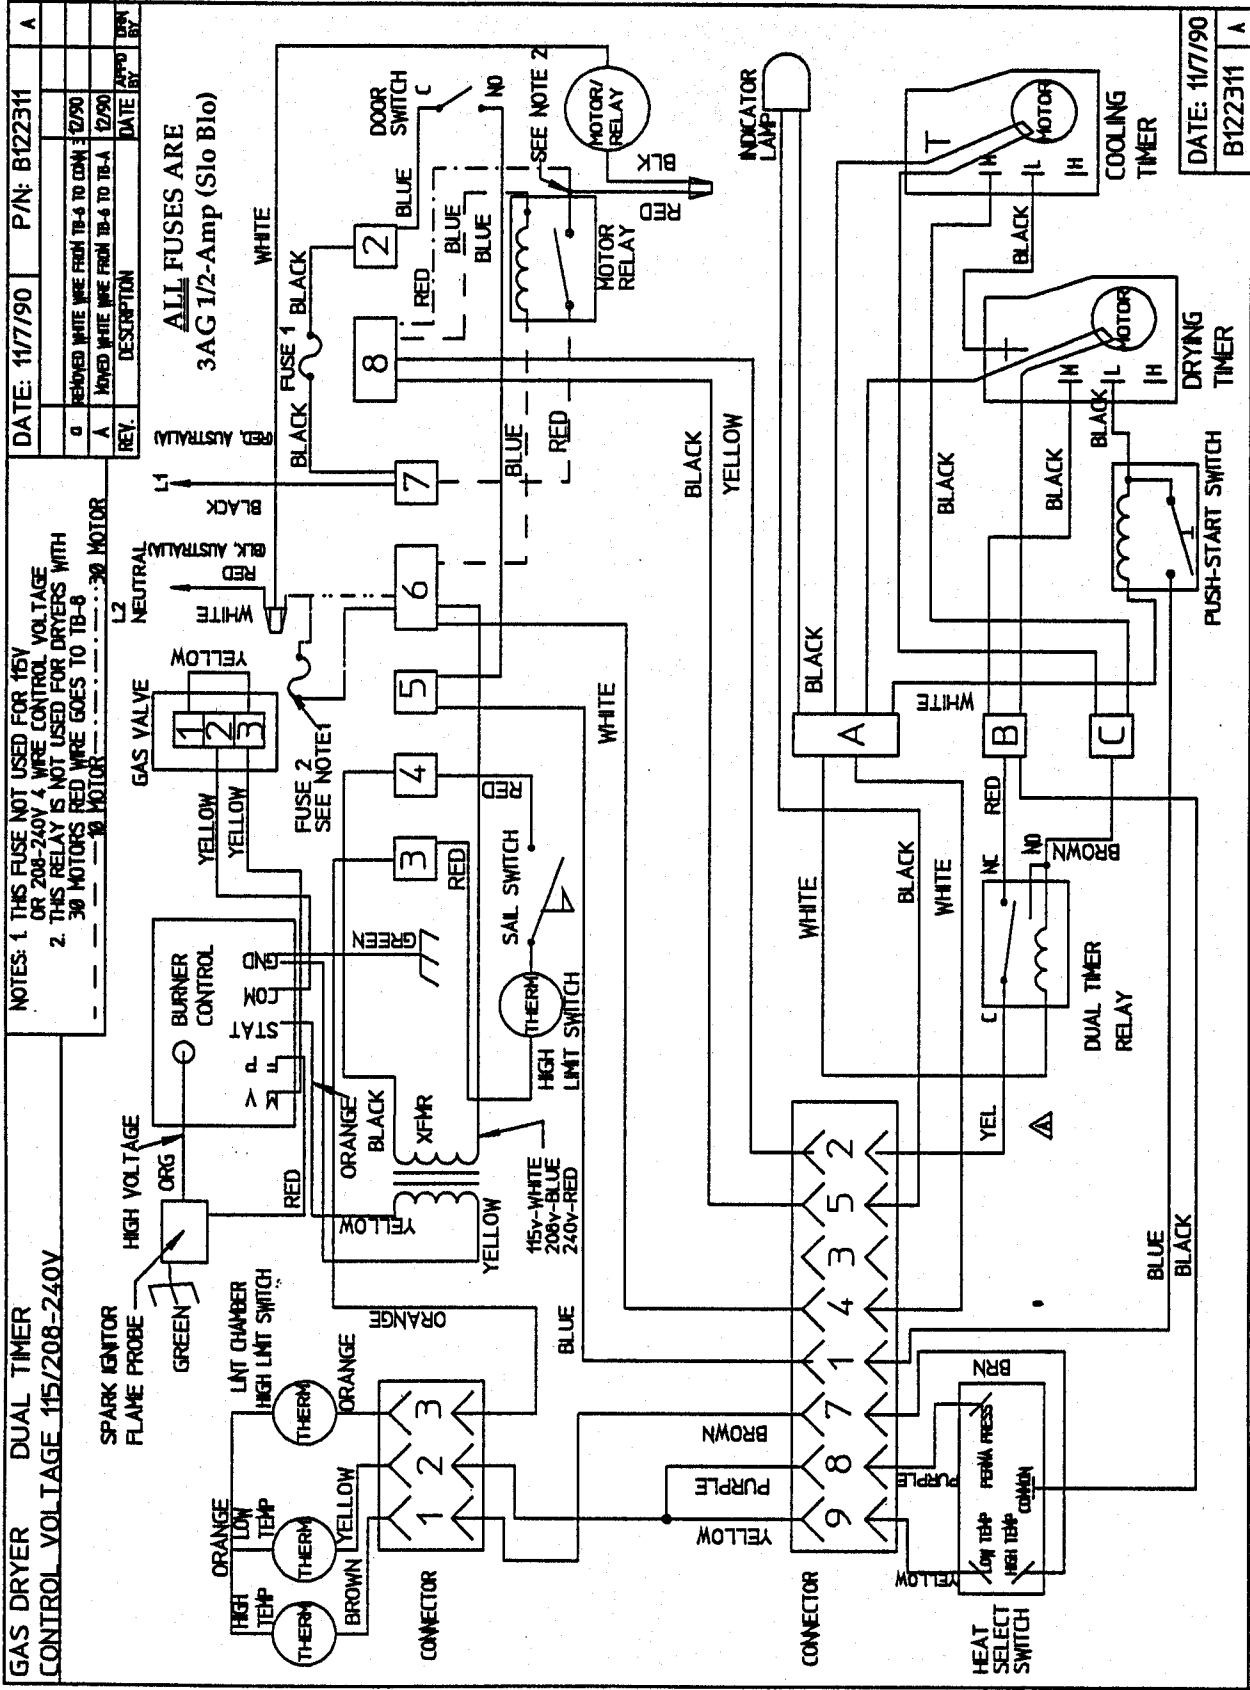 GAS DRYER DUAL TIMER
CONTROL VOLTAGE 115/208-240V
NOTES: 1. THIS FUSE NOT USED FOR 115V
OR 208-240V 4 WIRE CONTROL VOLTAGE
2. THIS RELAY IS NOT USED FOR DRYERS WITH
30 MOTORS RED WIRE GOES TO TB-8
10 MOTOR
30 MOTOR
DATE: 11/7/90
P/N: B122311
A
REMOVED WHITE WIRE FROM TB-6 TO CONN 3
12/90
A
MOVED WHITE WIRE FROM TB-6 TO TB-A
12/90
REV.
DESCRIPTION
DATE
APP'D BY
DRN BY
ALL FUSES ARE
3AG 1/2-Amp (Slo Blo)
SPARK IGNITOR
FLAME PROBE
HIGH VOLTAGE
ORG
GREEN
RED
BURNER
CONTROL
GND
COM
STAT
GAS VALVE
1
2
3
YELLOW
YELLOW
YELLOW
L2
NEUTRAL
RED
(BLK, AUSTRALIA)
WHITE
L1
BLACK
(RED, AUSTRALIA)
WHITE
FUSE 2
SEE NOTE1
BLACK
FUSE 1
BLACK
DOOR
SWITCH
C
NO
BLUE
SEE NOTE 2
MOTOR/
RELAY
BLK
RED
MOTOR
RELAY
RED
BLUE
BLUE
BLUE
RED
2
8
7
6
5
4
3
RED
RED
SAIL SWITCH
THERM
HIGH
LIMIT SWITCH
GREEN
ORANGE
BLACK
XFMR
YELLOW
YELLOW
115v-WHITE
208v-BLUE
240v-RED
BLUE
LINT CHAMBER
HIGH LIMIT SWITCH
ORANGE
HIGH
TEMP
LOW
TEMP
THERM
THERM
THERM
BROWN
YELLOW
ORANGE
ORANGE
1
2
3
CONNECTOR
WHITE
BLACK
YELLOW
INDICATOR
LAMP
BLACK
A
WHITE
B
C
RED
BROWN
BLACK
BLACK
BLACK
BLACK
MOTOR
M
L
H
COOLING
TIMER
MOTOR
M
L
H
DRYING
TIMER
PUSH-START SWITCH
WHITE
BLACK
WHITE
NC
NO
C
DUAL TIMER
RELAY
YEL
A
BLUE
BLACK
9
8
7
1
4
3
5
2
CONNECTOR
BROWN
PURPLE
YELLOW
YELLOW
PURPLE
BRN
LOW TEMP
PERMA PRESS
HIGH TEMP
COMMON
HEAT
SELECT
SWITCH
DATE: 11/7/90
B122311
A